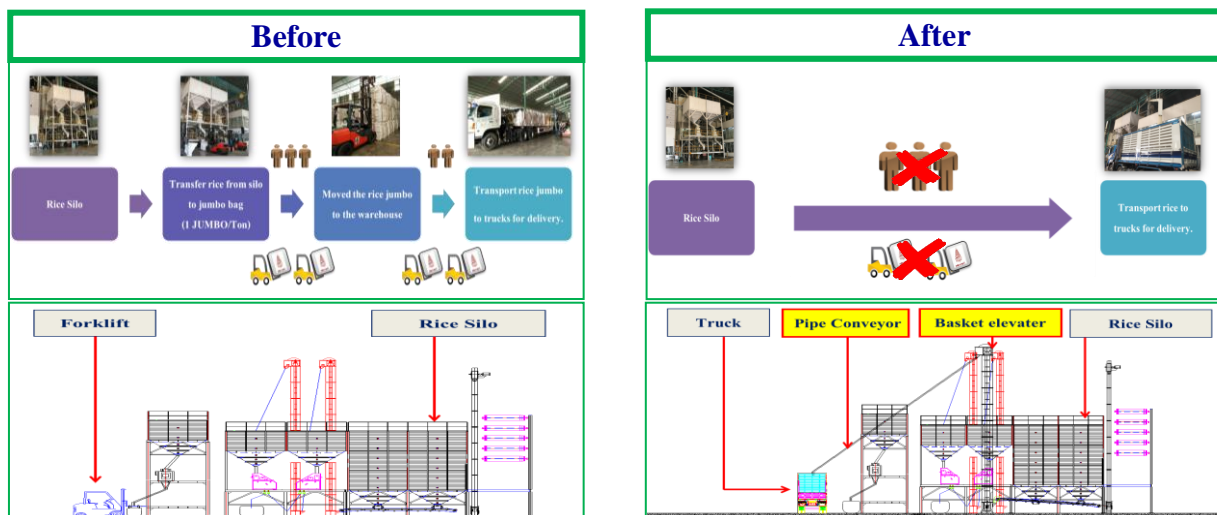 Before
Rice Silo
Transfer rice from silo
to jumbo bag
(1 JUMBO/Ton)
Moved the rice jumbo
to the warehouse
Transport rice jumbo
to trucks for delivery.
Forklift
Rice Silo
After
Rice Silo
Transport rice to
trucks for delivery.
Truck
Pipe Conveyor
Basket elevater
Rice Silo